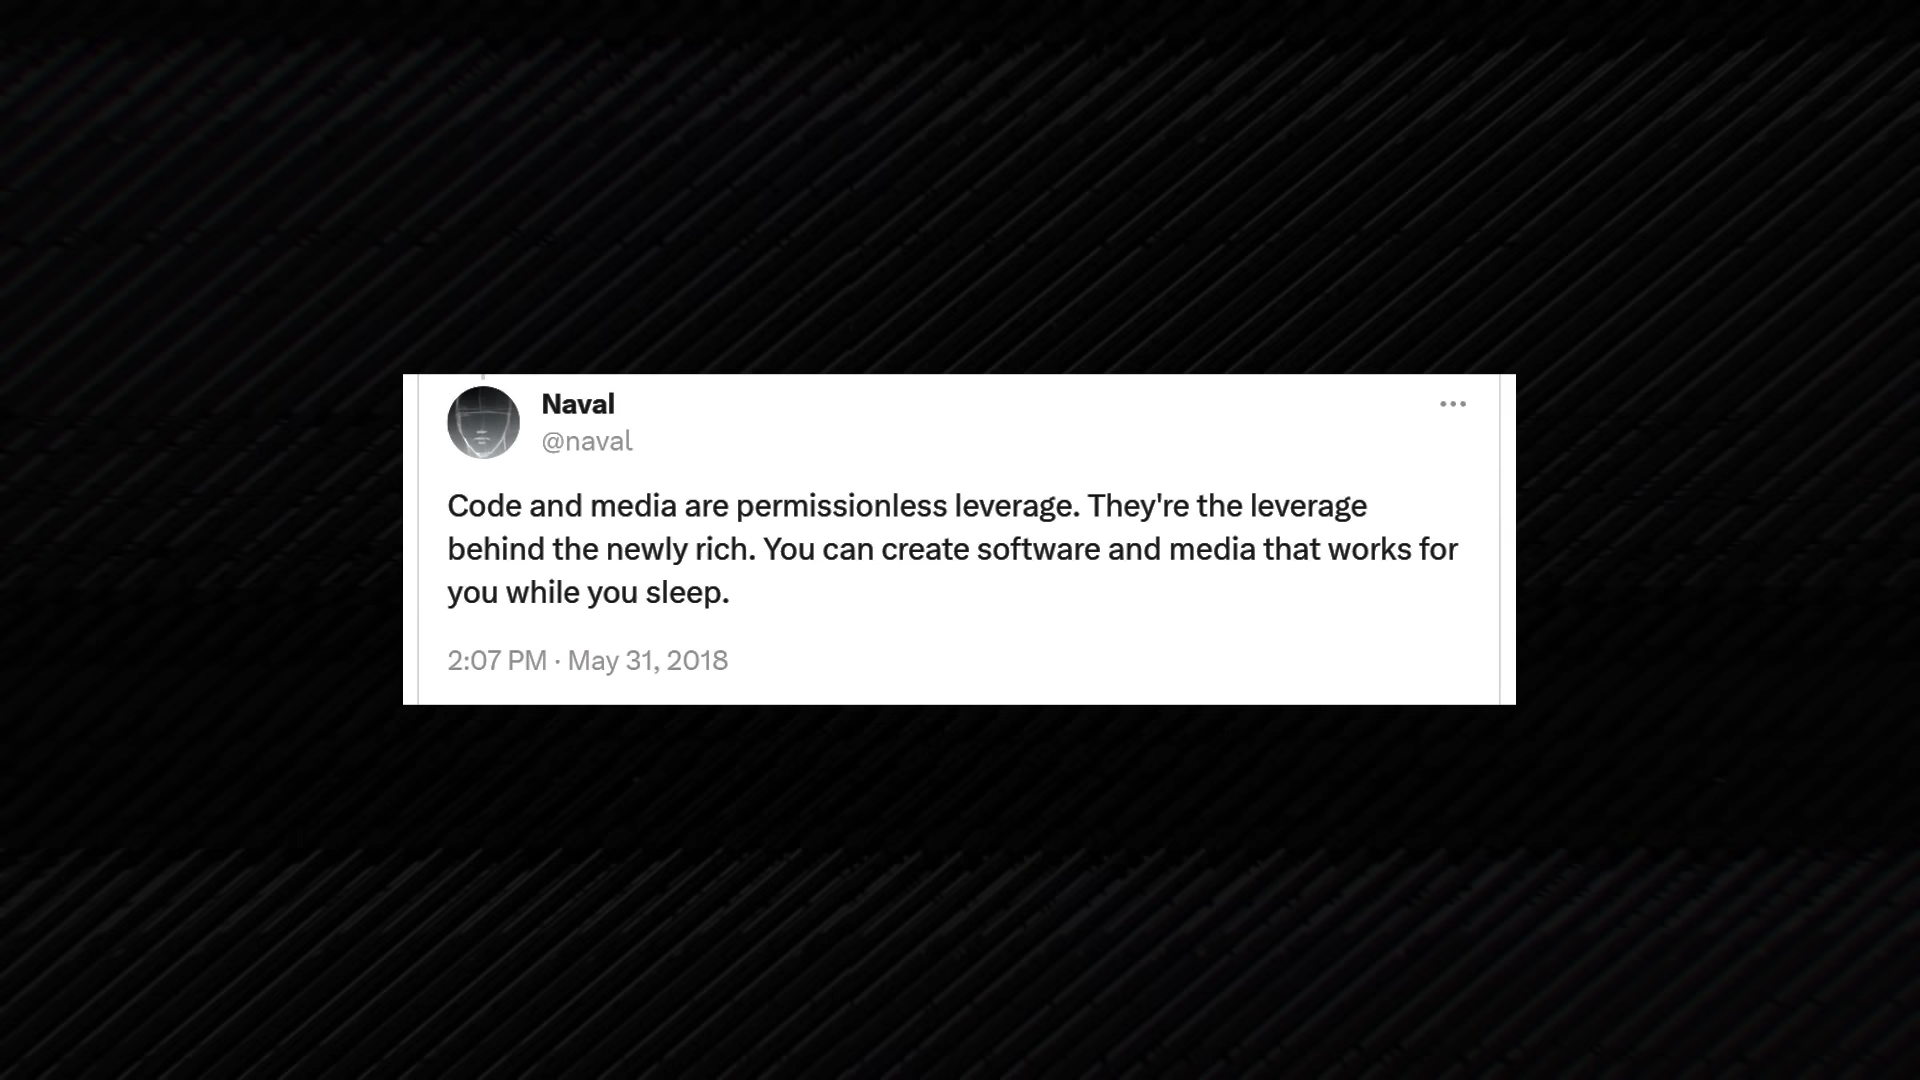 Naval
@naval
Code and media are permissionless leverage. They're the leverage
behind the newly rich. You can create software and media that works for
you while you sleep.
2:07 PM · May 31, 2018